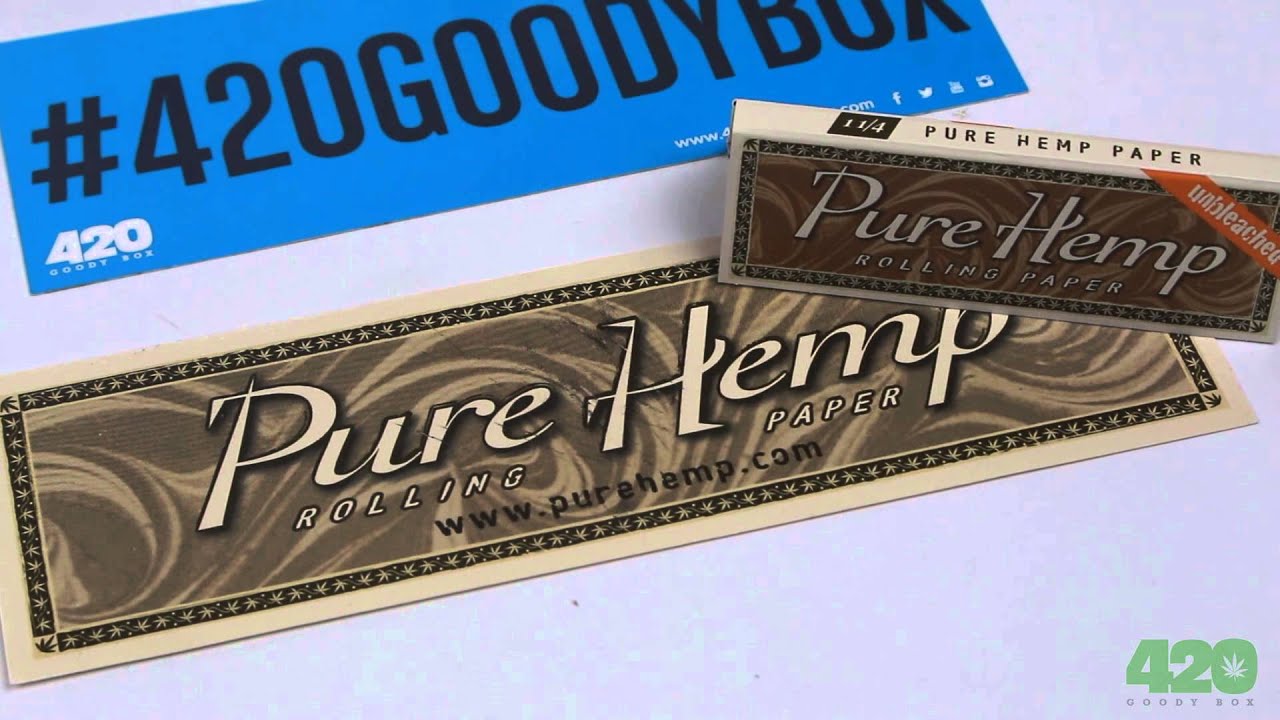 #420GOODYBOX
420
GOODY BOX
1 1/4 PURE HEMP PAPER
unbleached
Pure Hemp
ROLLING PAPER
Pure Hemp
ROLLING PAPER
www.purehemp.com
420
GOODY BOX